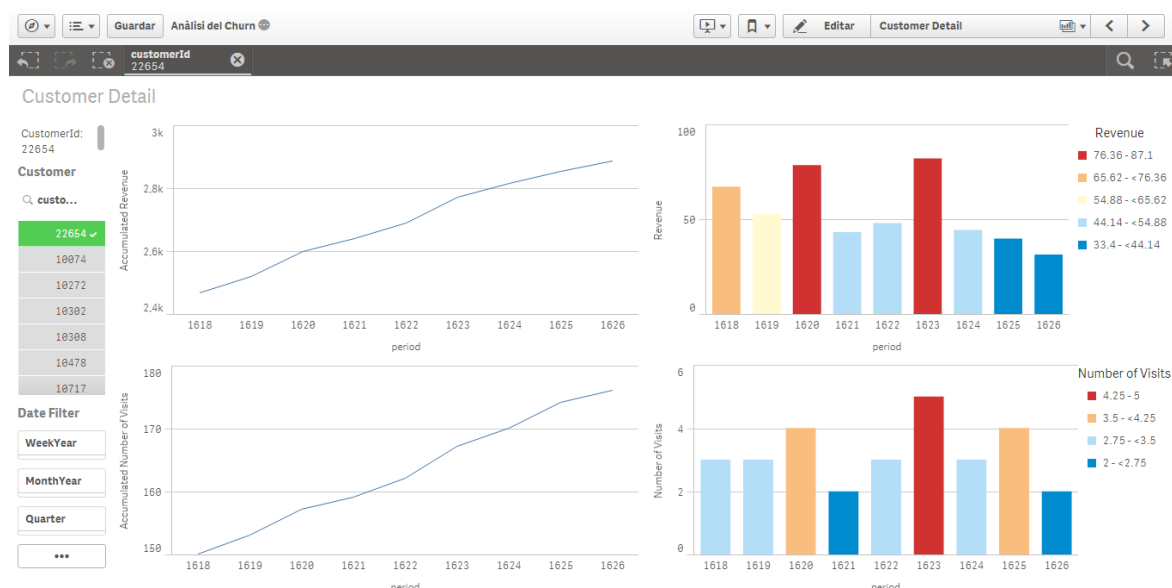 Guardar Anàlisi del Churn Editar Customer Detail
customerId
22654
Customer Detail
CustomerId:
22654
Customer
custo...
22654
10074
10272
10302
10308
10478
10717
Date Filter
WeekYear
MonthYear
Quarter
•••
Accumulated Revenue
3k
2.8k
2.6k
2.4k
1618 1619 1620 1621 1622 1623 1624 1625 1626
period
Revenue
100
50
0
1618 1619 1620 1621 1622 1623 1624 1625 1626
period
Revenue
76.36 - 87.1
65.62 - <76.36
54.88 - <65.62
44.14 - <54.88
33.4 - <44.14
Accumulated Number of Visits
180
170
160
150
1618 1619 1620 1621 1622 1623 1624 1625 1626
period
Number of Visits
6
4
2
0
1618 1619 1620 1621 1622 1623 1624 1625 1626
period
Number of Visits
4.25 - 5
3.5 - <4.25
2.75 - <3.5
2 - <2.75